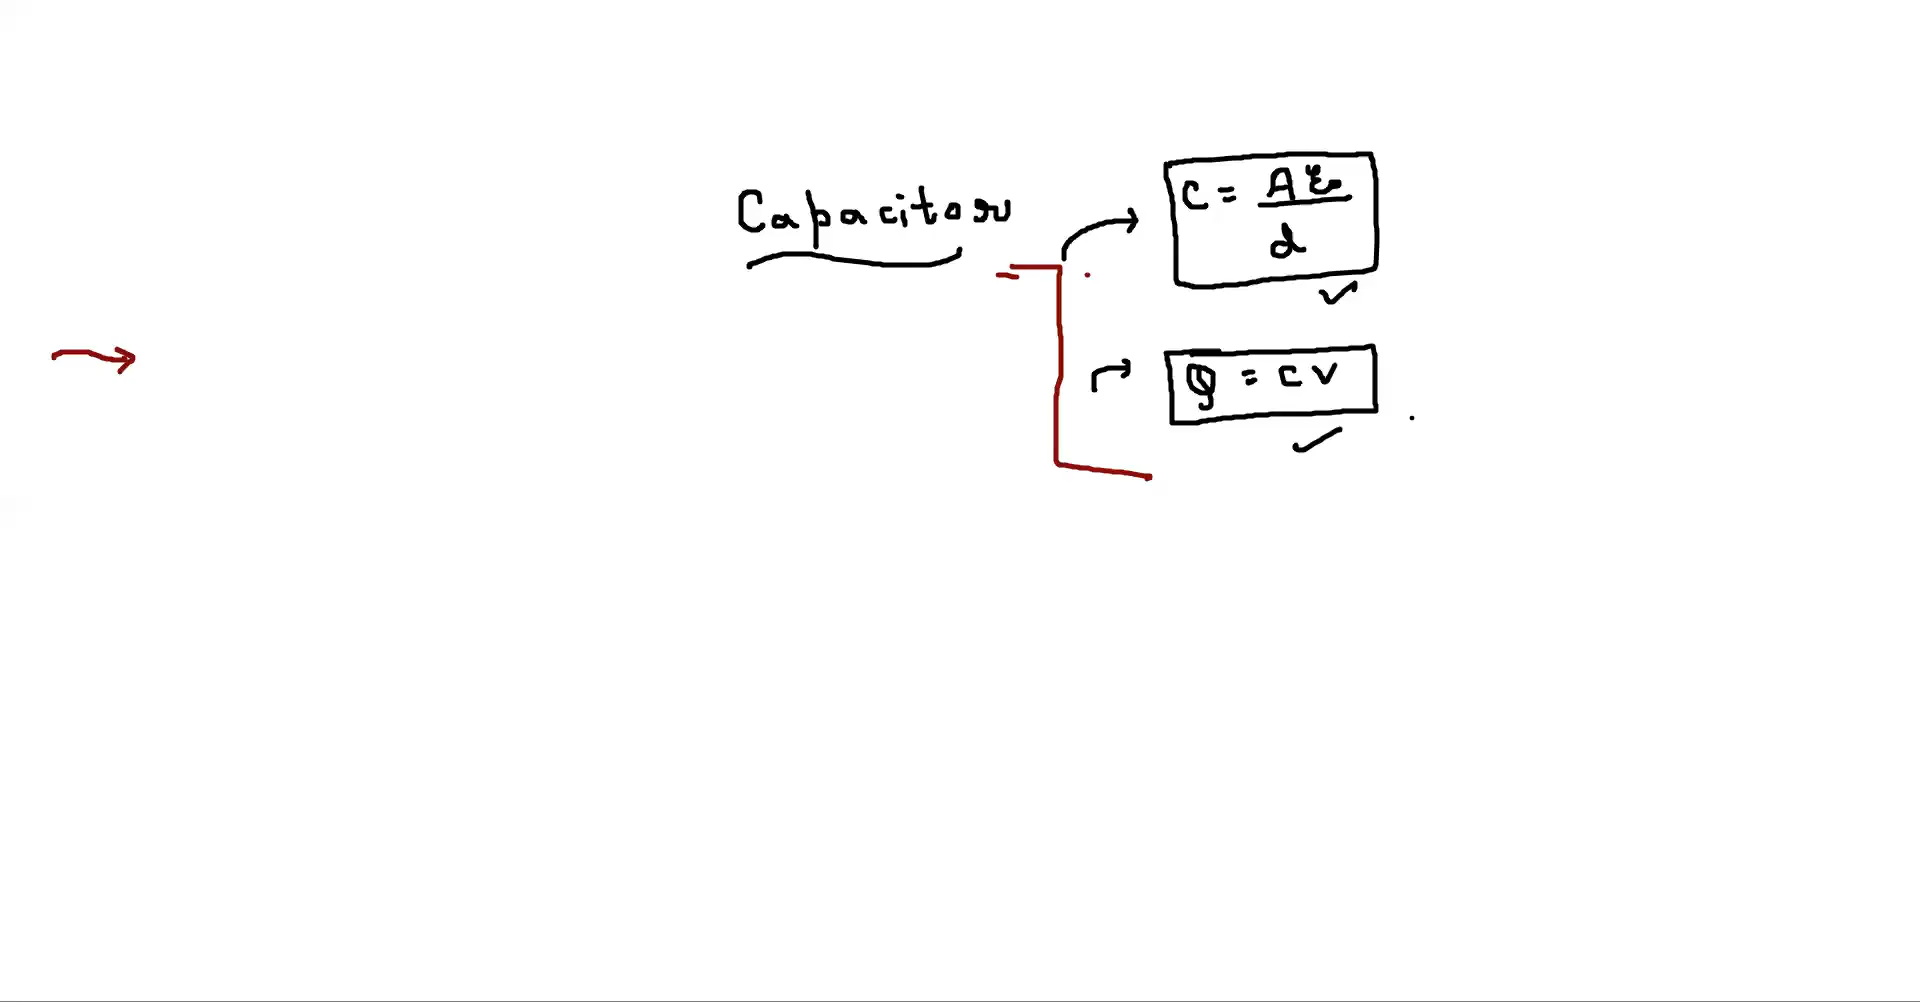 Capacitor
C = Aε₀
d
Q = CV